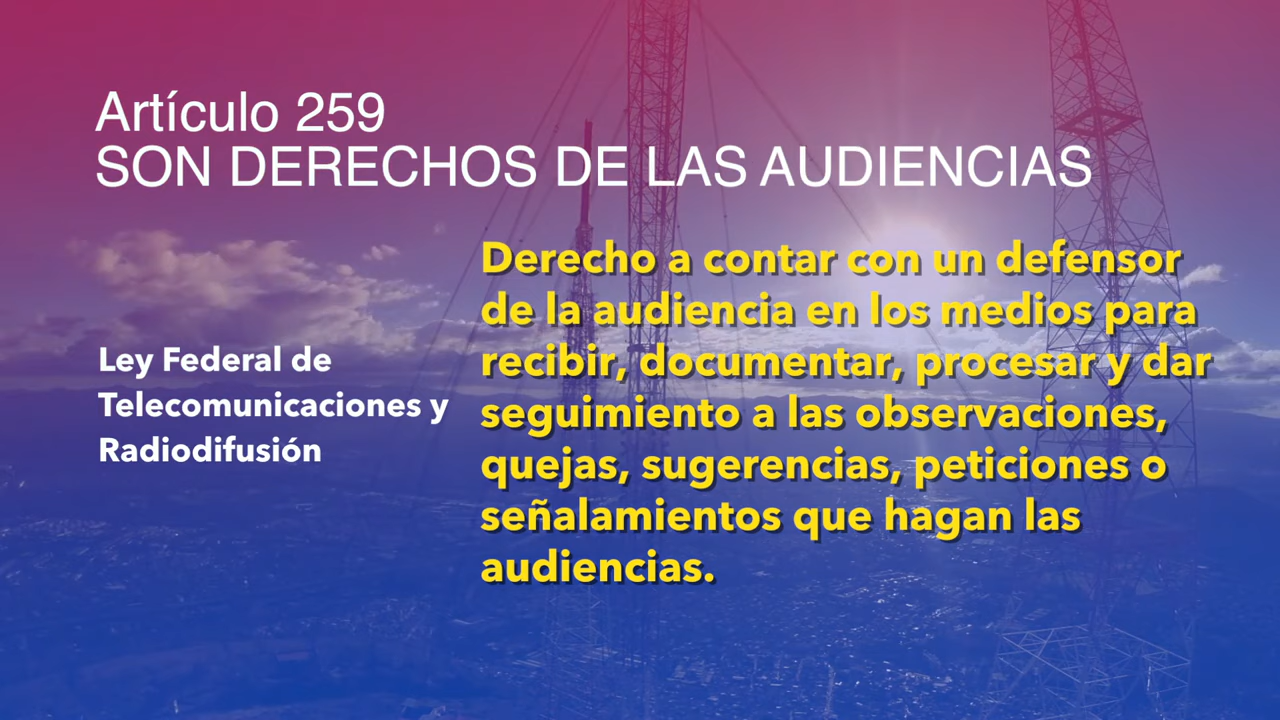 Artículo 259
SON DERECHOS DE LAS AUDIENCIAS
Ley Federal de
Telecomunicaciones y
Radiodifusión
Derecho a contar con un defensor
de la audiencia en los medios para
recibir, documentar, procesar y dar
seguimiento a las observaciones,
quejas, sugerencias, peticiones o
señalamientos que hagan las
audiencias.